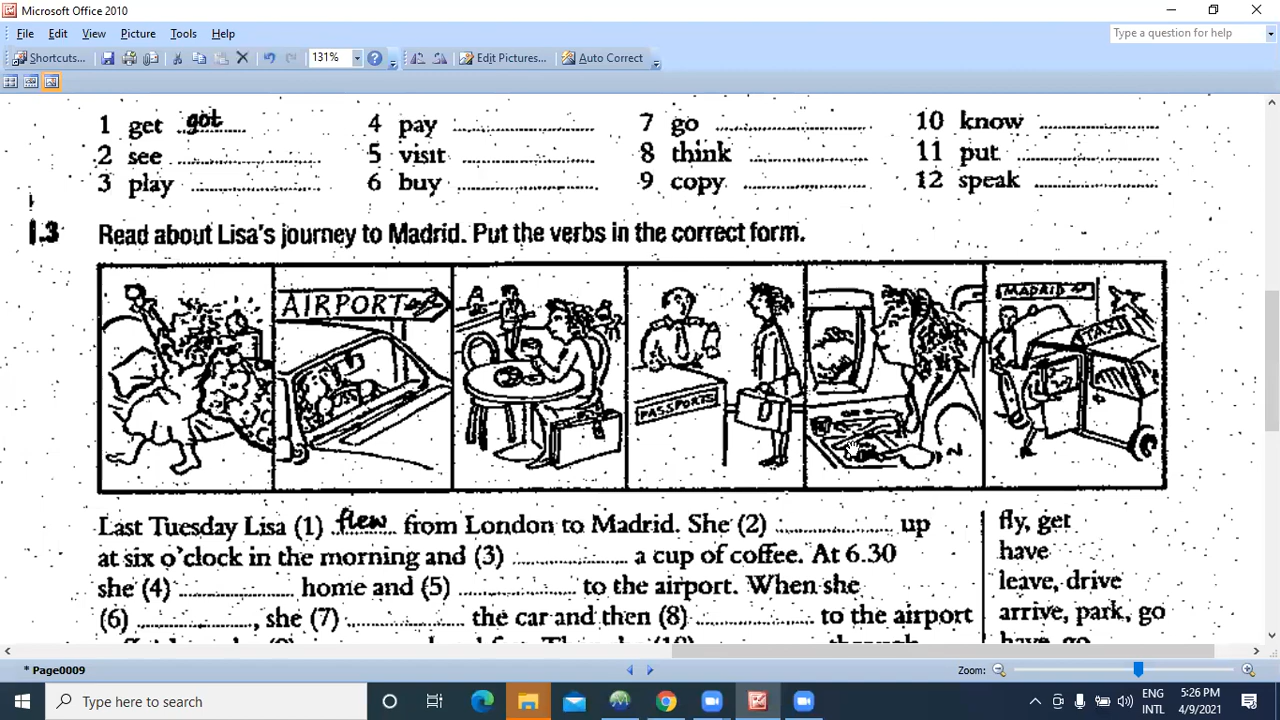 Microsoft Office 2010
File Edit View Picture Tools Help
Type a question for help
Shortcuts... 131% Edit Pictures... Auto Correct
1 get got 4 pay 7 go 10 know
2 see 5 visit 8 think 11 put
3 play 6 buy 9 copy 12 speak
1.3 Read about Lisa's journey to Madrid. Put the verbs in the correct form.
AIRPORT
PASSPORTS
MADRID
TAXI
Last Tuesday Lisa (1) flew from London to Madrid. She (2) ............ up fly, get
at six o'clock in the morning and (3) ............ a cup of coffee. At 6.30 have
she (4) ............ home and (5) ............ to the airport. When she leave, drive
(6) ............, she (7) ............ the car and then (8) ............ to the airport arrive, park, go
have, go
* Page0009 Zoom:
Type here to search
ENG
INTL
5:26 PM
4/9/2021